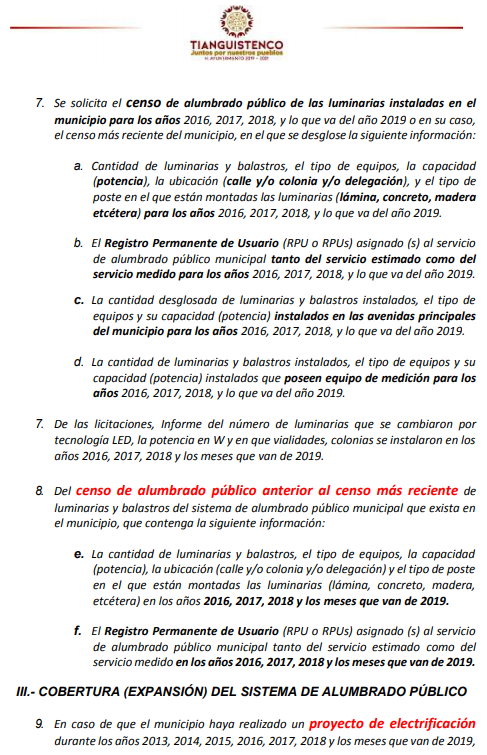 TIANGUISTENCO
Juntos por nuestros pueblos
H. AYUNTAMIENTO 2019 - 2021
7. Se solicita el censo de alumbrado público de las luminarias instaladas en el
municipio para los años 2016, 2017, 2018, y lo que va del año 2019 o en su caso,
el censo más reciente del municipio, en el que se desglose la siguiente información:
a. Cantidad de luminarias y balastros, el tipo de equipos, la capacidad
(potencia), la ubicación (calle y/o colonia y/o delegación), y el tipo de
poste en el que están montadas las luminarias (lámina, concreto, madera
etcétera) para los años 2016, 2017, 2018, y lo que va del año 2019.
b. El Registro Permanente de Usuario (RPU o RPUs) asignado (s) al servicio
de alumbrado público municipal tanto del servicio estimado como del
servicio medido para los años 2016, 2017, 2018, y lo que va del año 2019.
c. La cantidad desglosada de luminarias y balastros instalados, el tipo de
equipos y su capacidad (potencia) instalados en las avenidas principales
del municipio para los años 2016, 2017, 2018, y lo que va del año 2019.
d. La cantidad de luminarias y balastros instalados, el tipo de equipos y su
capacidad (potencia) instalados que poseen equipo de medición para los
años 2016, 2017, 2018, y lo que va del año 2019.
7. De las licitaciones, Informe del número de luminarias que se cambiaron por
tecnología LED, la potencia en W y en que vialidades, colonias se instalaron en los
años 2016, 2017, 2018 y los meses que van de 2019.
8. Del censo de alumbrado público anterior al censo más reciente de
luminarias y balastros del sistema de alumbrado público municipal que exista en
el municipio, que contenga la siguiente información:
e. La cantidad de luminarias y balastros, el tipo de equipos, la capacidad
(potencia), la ubicación (calle y/o colonia y/o delegación) y el tipo de poste
en el que están montadas las luminarias (lámina, concreto, madera,
etcétera) en los años 2016, 2017, 2018 y los meses que van de 2019.
f. El Registro Permanente de Usuario (RPU o RPUs) asignado (s) al servicio
de alumbrado público municipal tanto del servicio estimado como del
servicio medido en los años 2016, 2017, 2018 y los meses que van de 2019.
III.- COBERTURA (EXPANSIÓN) DEL SISTEMA DE ALUMBRADO PÚBLICO
9. En caso de que el municipio haya realizado un proyecto de electrificación
durante los años 2013, 2014, 2015, 2016, 2017, 2018 y los meses que van de 2019,